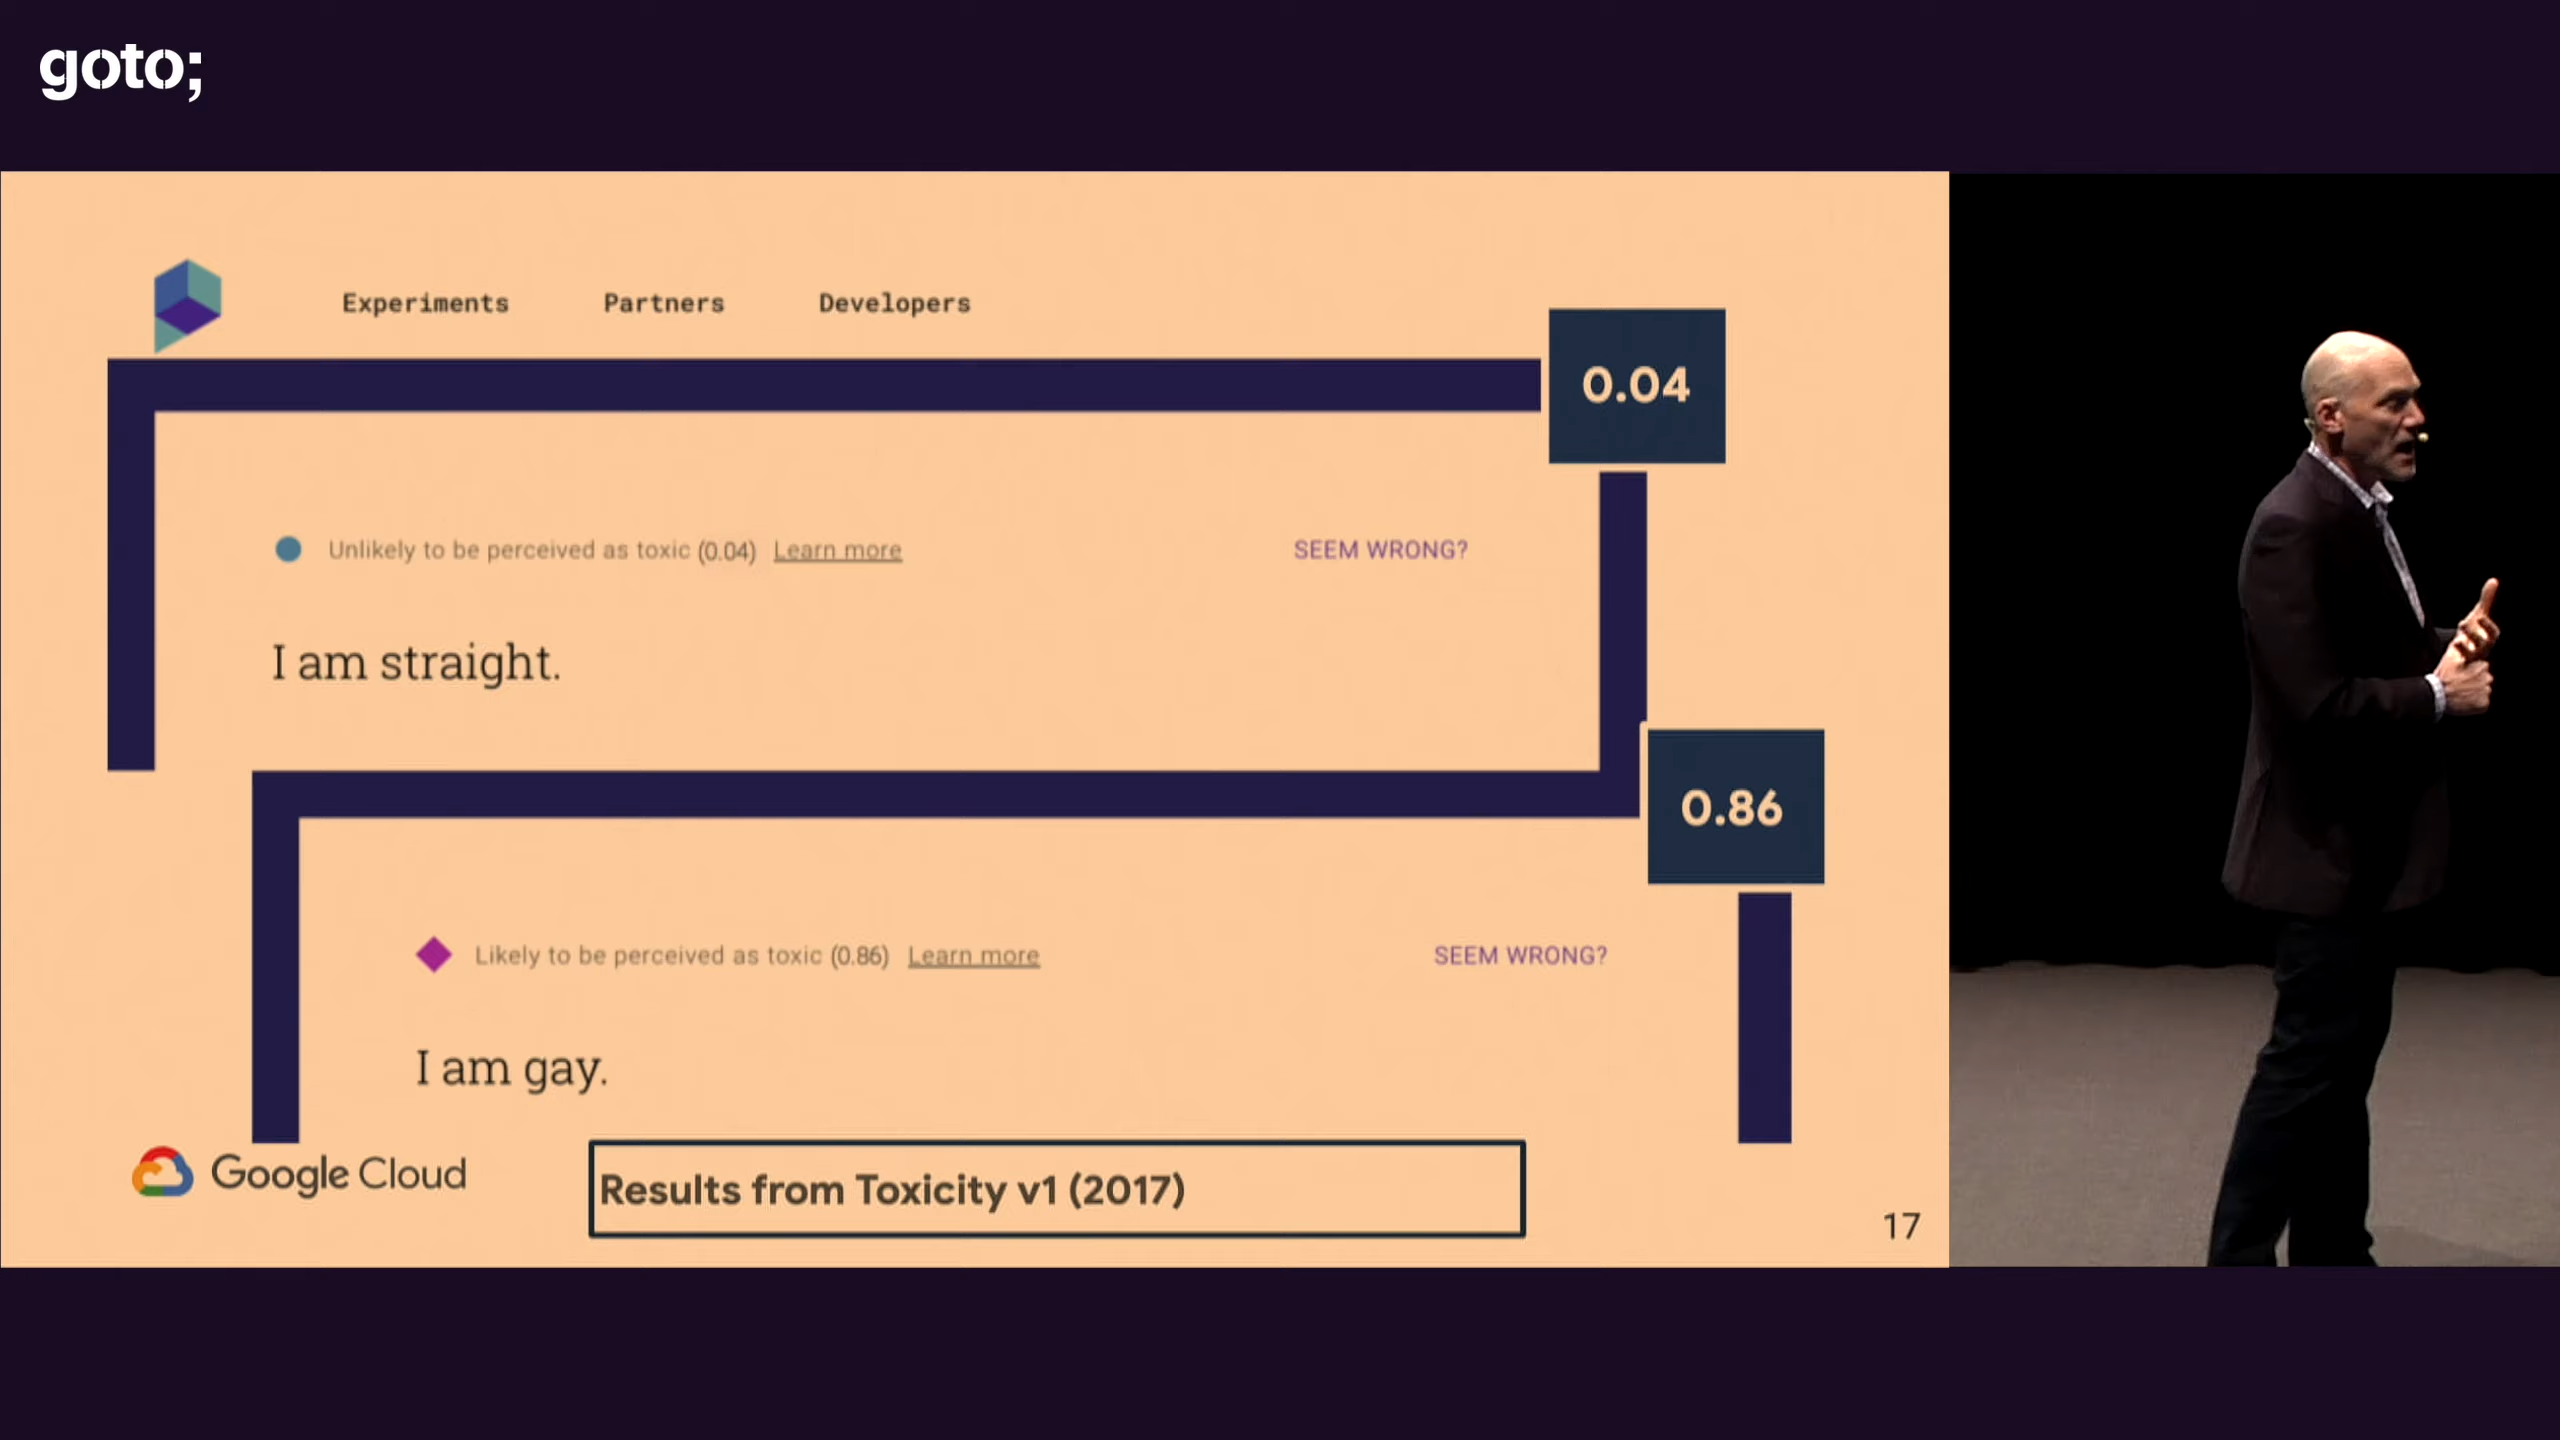 goto;
Experiments Partners Developers
0.04
Unlikely to be perceived as toxic (0.04) Learn more SEEM WRONG?
I am straight.
0.86
Likely to be perceived as toxic (0.86) Learn more SEEM WRONG?
I am gay.
Google Cloud
Results from Toxicity v1 (2017)
17